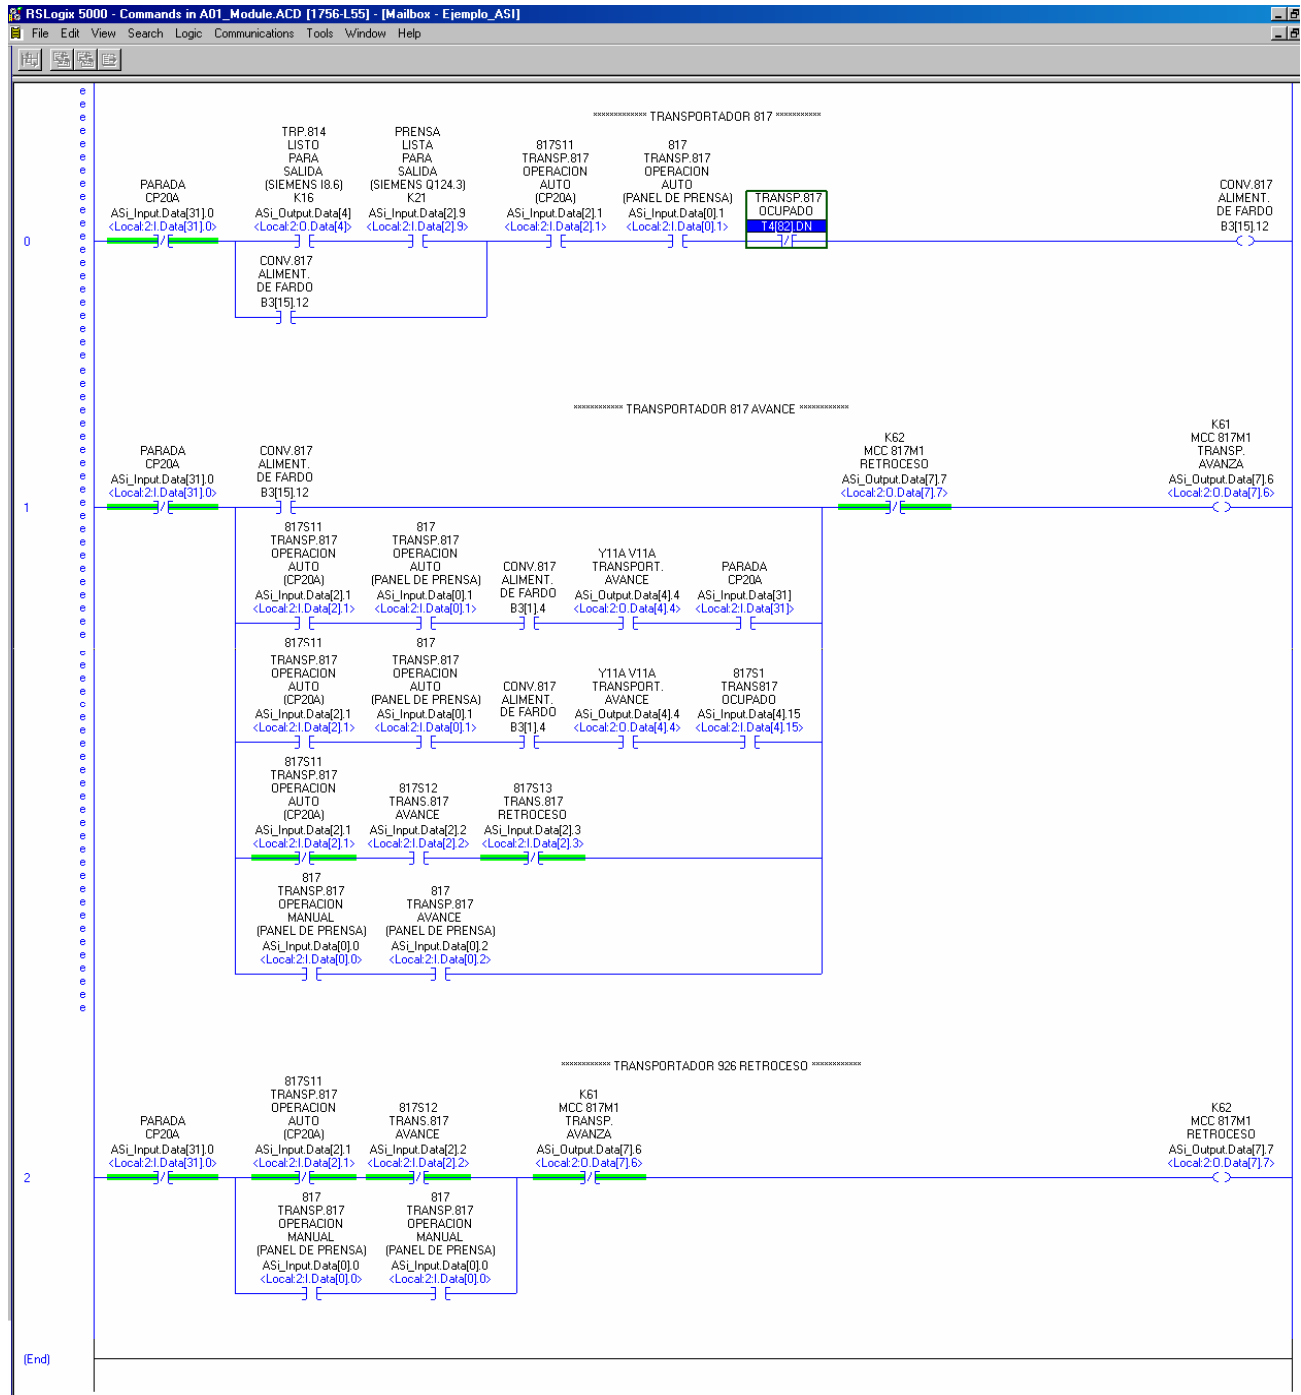 RSLogix 5000 - Commands in A01_Module.ACD [1756-L55] - [Mailbox - Ejemplo_ASI]
File Edit View Search Logic Communications Tools Window Help
************ TRANSPORTADOR 817 ***********
PARADA
CP20A
ASi_Input.Data[31].0
<Local:2:I.Data[31].0>
TRP.814
LISTO
PARA
SALIDA
(SIEMENS I8.6)
K16
ASi_Output.Data[4]
<Local:2:O.Data[4]>
PRENSA
LISTA
PARA
SALIDA
(SIEMENS Q124.3)
K21
ASi_Input.Data[2].9
<Local:2:I.Data[2].9>
817S11
TRANSP.817
OPERACION
AUTO
(CP20A)
ASi_Input.Data[2].1
<Local:2:I.Data[2].1>
817
TRANSP.817
OPERACION
AUTO
(PANEL DE PRENSA)
ASi_Input.Data[0].1
<Local:2:I.Data[0].1>
TRANSP.817
OCUPADO
T4[82].DN
CONV.817
ALIMENT.
DE FARDO
B3[15].12
0
CONV.817
ALIMENT.
DE FARDO
B3[15].12
*********** TRANSPORTADOR 817 AVANCE ***********
PARADA
CP20A
ASi_Input.Data[31].0
<Local:2:I.Data[31].0>
CONV.817
ALIMENT.
DE FARDO
B3[15].12
K62
MCC 817M1
RETROCESO
ASi_Output.Data[7].7
<Local:2:O.Data[7].7>
K61
MCC 817M1
TRANSP.
AVANZA
ASi_Output.Data[7].6
<Local:2:O.Data[7].6>
1
817S11
TRANSP.817
OPERACION
AUTO
(CP20A)
ASi_Input.Data[2].1
<Local:2:I.Data[2].1>
817
TRANSP.817
OPERACION
AUTO
(PANEL DE PRENSA)
ASi_Input.Data[0].1
<Local:2:I.Data[0].1>
CONV.817
ALIMENT.
DE FARDO
B3[1].4
Y11A V11A
TRANSPORT.
AVANCE
ASi_Output.Data[4].4
<Local:2:O.Data[4].4>
PARADA
CP20A
ASi_Input.Data[31]
<Local:2:I.Data[31]>
817S11
TRANSP.817
OPERACION
AUTO
(CP20A)
ASi_Input.Data[2].1
<Local:2:I.Data[2].1>
817
TRANSP.817
OPERACION
AUTO
(PANEL DE PRENSA)
ASi_Input.Data[0].1
<Local:2:I.Data[0].1>
CONV.817
ALIMENT.
DE FARDO
B3[1].4
Y11A V11A
TRANSPORT.
AVANCE
ASi_Output.Data[4].4
<Local:2:O.Data[4].4>
817S1
TRANS817
OCUPADO
ASi_Input.Data[4].15
<Local:2:I.Data[4].15>
817S11
TRANSP.817
OPERACION
AUTO
(CP20A)
ASi_Input.Data[2].1
<Local:2:I.Data[2].1>
817S12
TRANS.817
AVANCE
ASi_Input.Data[2].2
<Local:2:I.Data[2].2>
817S13
TRANS.817
RETROCESO
ASi_Input.Data[2].3
<Local:2:I.Data[2].3>
817
TRANSP.817
OPERACION
MANUAL
(PANEL DE PRENSA)
ASi_Input.Data[0].0
<Local:2:I.Data[0].0>
817
TRANSP.817
AVANCE
(PANEL DE PRENSA)
ASi_Input.Data[0].2
<Local:2:I.Data[0].2>
*********** TRANSPORTADOR 926 RETROCESO ***********
PARADA
CP20A
ASi_Input.Data[31].0
<Local:2:I.Data[31].0>
817S11
TRANSP.817
OPERACION
AUTO
(CP20A)
ASi_Input.Data[2].1
<Local:2:I.Data[2].1>
817S12
TRANS.817
AVANCE
ASi_Input.Data[2].2
<Local:2:I.Data[2].2>
K61
MCC 817M1
TRANSP.
AVANZA
ASi_Output.Data[7].6
<Local:2:O.Data[7].6>
K62
MCC 817M1
RETROCESO
ASi_Output.Data[7].7
<Local:2:O.Data[7].7>
2
817
TRANSP.817
OPERACION
MANUAL
(PANEL DE PRENSA)
ASi_Input.Data[0].0
<Local:2:I.Data[0].0>
817
TRANSP.817
OPERACION
MANUAL
(PANEL DE PRENSA)
ASi_Input.Data[0].0
<Local:2:I.Data[0].0>
(End)